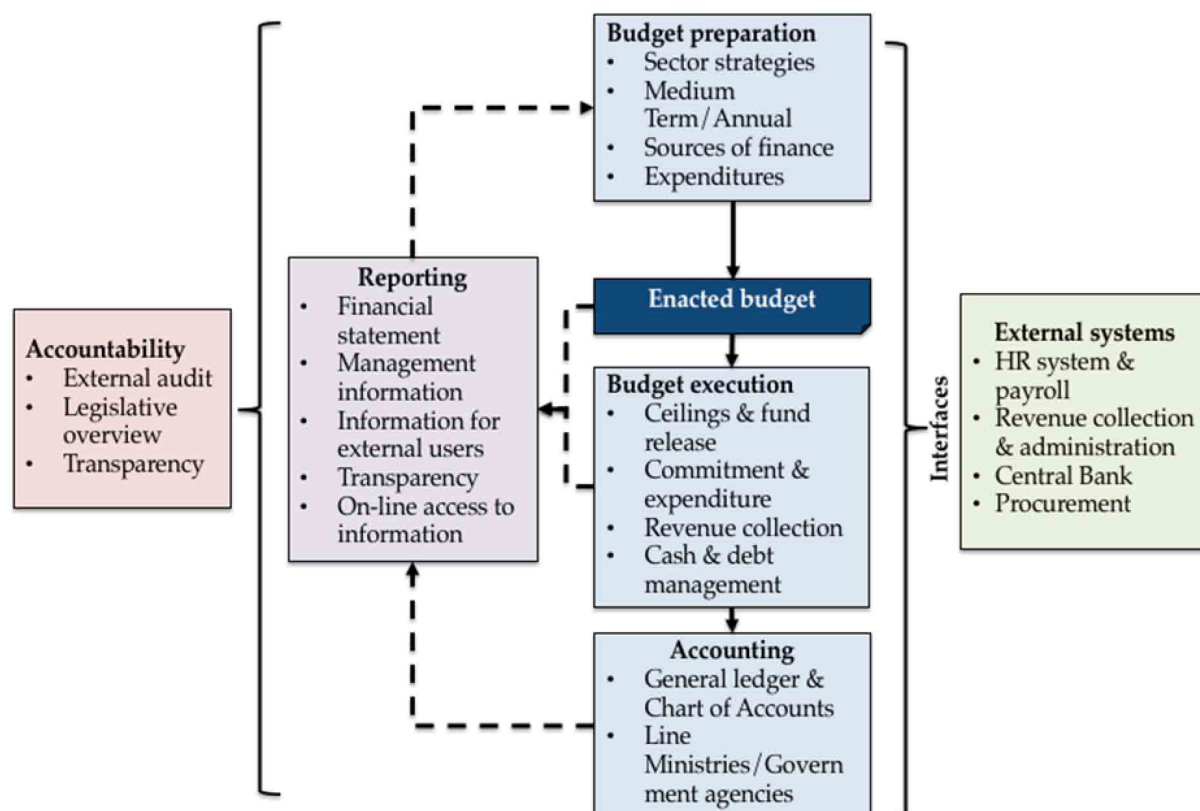 Budget preparation
• Sector strategies
• Medium
Term/Annual
• Sources of finance
• Expenditures
Enacted budget
Budget execution
• Ceilings & fund
release
• Commitment &
expenditure
• Revenue collection
• Cash & debt
management
Accounting
• General ledger &
Chart of Accounts
• Line
Ministries/Govern
ment agencies
Reporting
• Financial
statement
• Management
information
• Information for
external users
• Transparency
• On-line access to
information
Accountability
• External audit
• Legislative
overview
• Transparency
Interfaces
External systems
• HR system &
payroll
• Revenue collection
& administration
• Central Bank
• Procurement